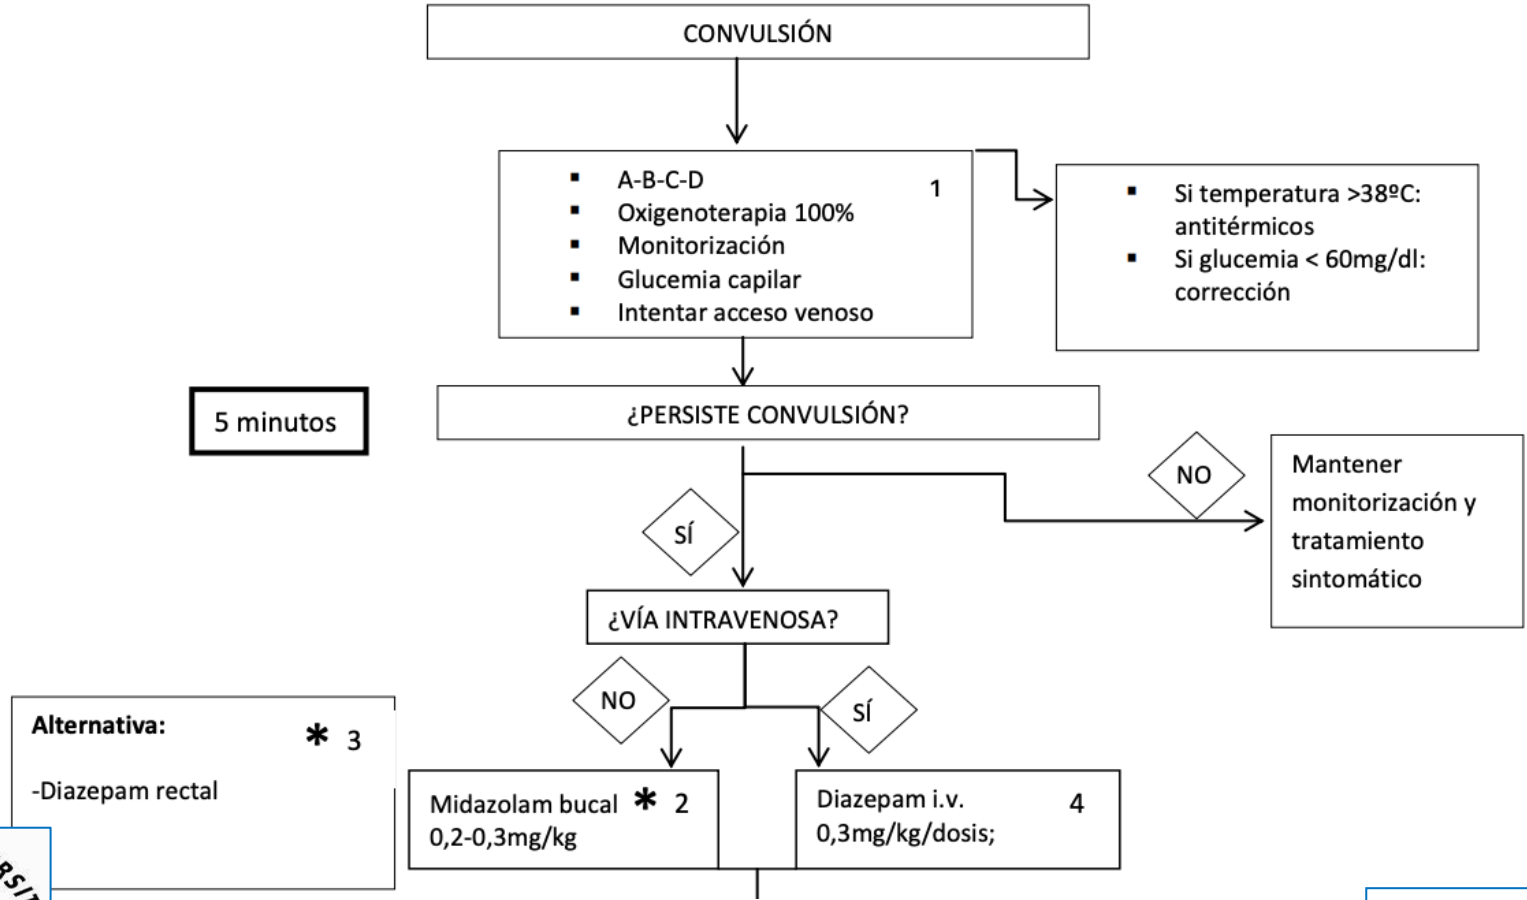 CONVULSIÓN
▪ A-B-C-D
1
▪ Oxigenoterapia 100%
▪ Monitorización
▪ Glucemia capilar
▪ Intentar acceso venoso
▪ Si temperatura >38ºC:
antitérmicos
▪ Si glucemia < 60mg/dl:
corrección
5 minutos
¿PERSISTE CONVULSIÓN?
NO
Mantener
monitorización y
tratamiento
sintomático
SÍ
¿VÍA INTRAVENOSA?
NO
SÍ
Alternativa:
* 3
-Diazepam rectal
Midazolam bucal * 2
0,2-0,3mg/kg
Diazepam i.v. 4
0,3mg/kg/dosis;